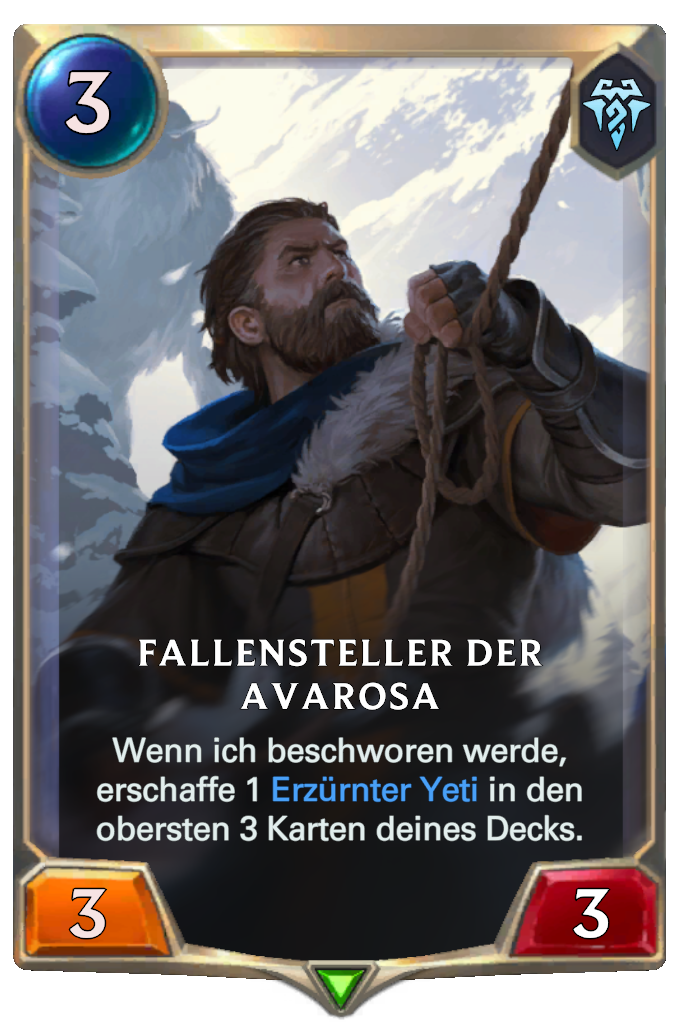 3
FALLENSTELLER DER
AVAROSA
Wenn ich beschworen werde,
erschaffe 1 Erzürnter Yeti in den
obersten 3 Karten deines Decks.
3 3